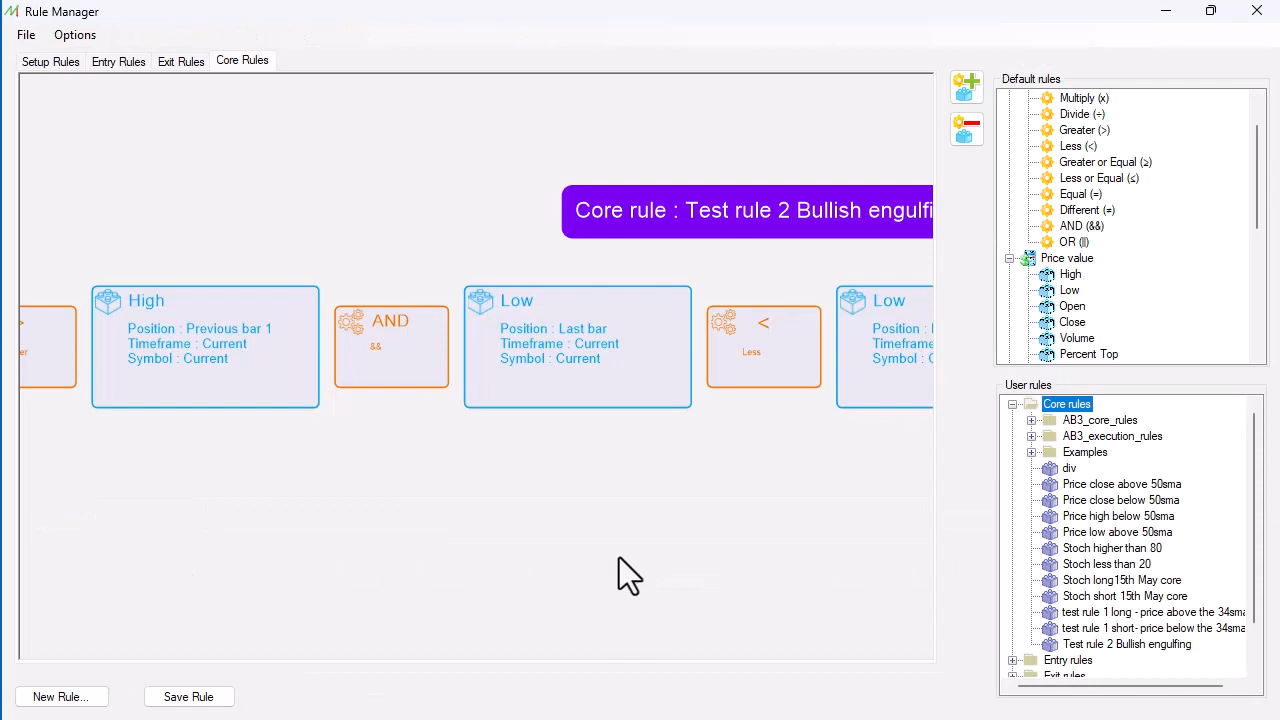 Rule Manager
File Options
Setup Rules Entry Rules Exit Rules Core Rules
Core rule : Test rule 2 Bullish engulfi
>
er
High
Position : Previous bar 1
Timeframe : Current
Symbol : Current
AND
&&
Low
Position : Last bar
Timeframe : Current
Symbol : Current
<
Less
Low
Position :
Timeframe
Symbol : C
New Rule...
Save Rule
Default rules
Multiply (x)
Divide (÷)
Greater (>)
Less (<)
Greater or Equal (≥)
Less or Equal (≤)
Equal (=)
Different (≠)
AND (&&)
OR (||)
Price value
High
Low
Open
Close
Volume
Percent Top
User rules
Core rules
AB3_core_rules
AB3_execution_rules
Examples
div
Price close above 50sma
Price close below 50sma
Price high below 50sma
Price low above 50sma
Stoch higher than 80
Stoch less than 20
Stoch long15th May core
Stoch short 15th May core
test rule 1 long - price above the 34sma
test rule 1 short- price below the 34sma
Test rule 2 Bullish engulfing
Entry rules
Exit rules